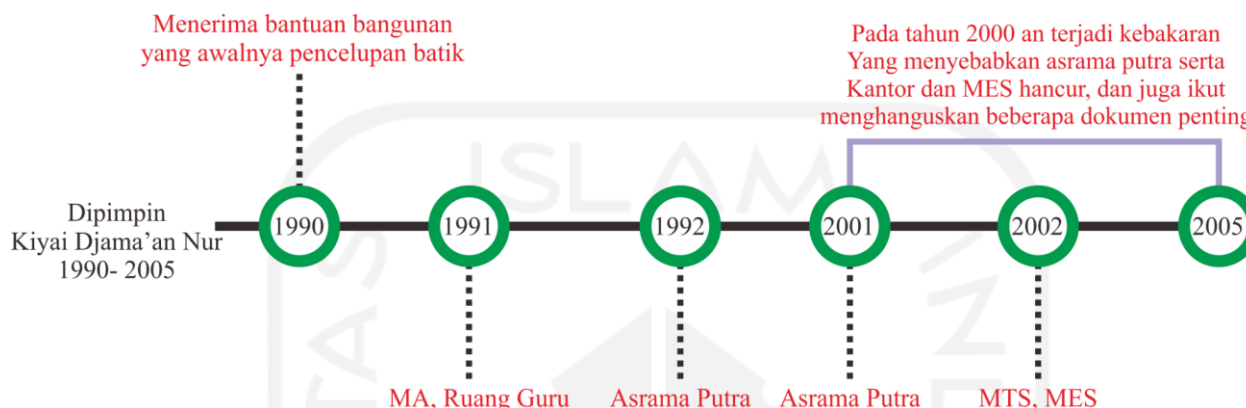 Menerima bantuan bangunan
yang awalnya pencelupan batik
Pada tahun 2000 an terjadi kebakaran
Yang menyebabkan asrama putra serta
Kantor dan MES hancur, dan juga ikut
menghanguskan beberapa dokumen penting
Dipimpin
Kiyai Djama'an Nur
1990- 2005
1990
1991
1992
2001
2002
2005
MA, Ruang Guru
Asrama Putra
Asrama Putra
MTS, MES
ISLAM
TAS